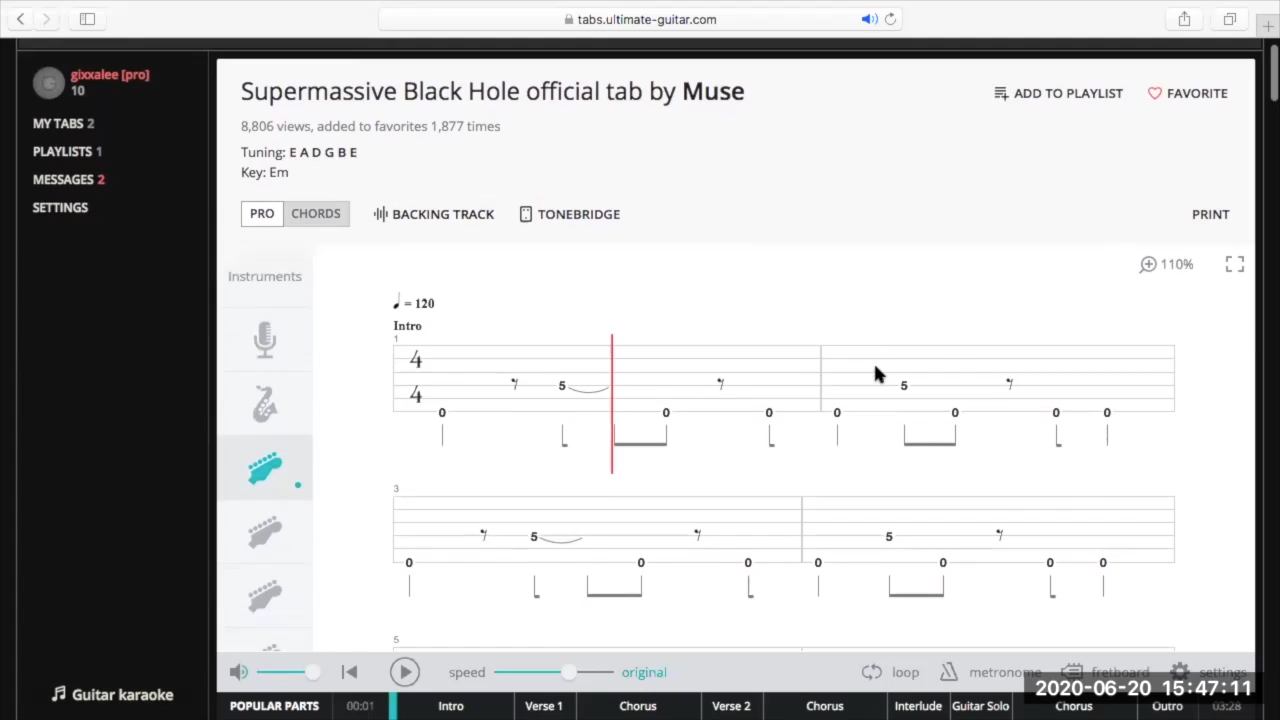 tabs.ultimate-guitar.com
gixxalee [pro]
10
MY TABS 2
PLAYLISTS 1
MESSAGES 2
SETTINGS
Guitar karaoke
Supermassive Black Hole official tab by Muse
ADD TO PLAYLIST
FAVORITE
8,806 views, added to favorites 1,877 times
Tuning: E A D G B E
Key: Em
PRO CHORDS BACKING TRACK TONEBRIDGE PRINT
Instruments
110%
= 120
Intro
1
4
4
5 5
0 0 0 0 0 0 0
3
5 5
0 0 0 0 0 0 0
5
speed original loop metronome fretboard settings
2020-06-20 15:47:11
POPULAR PARTS 00:01 Intro Verse 1 Chorus Verse 2 Chorus Interlude Guitar Solo Chorus Outro 03:28